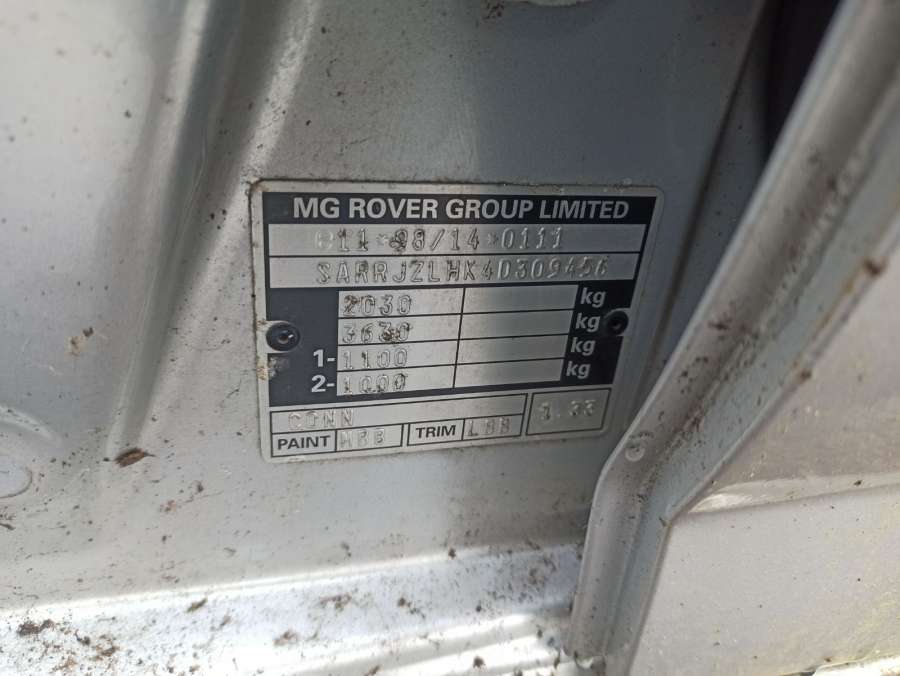 MG ROVER GROUP LIMITED
e11*98/14*0111
SARRJZLHK4D309456
2030 kg
3630 kg
1- 1100 kg
2- 1000 kg
CONN
PAINT MBB TRIM LBB